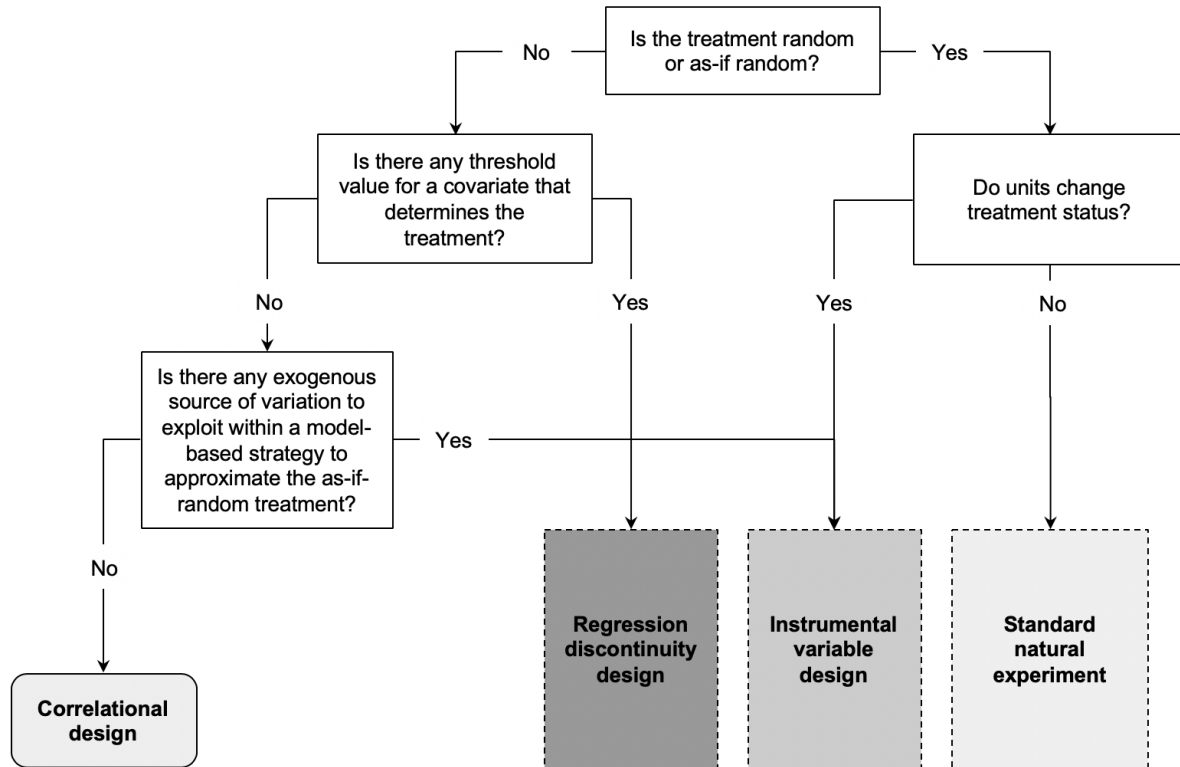 Is the treatment random
or as-if random?
No
Yes
Is there any threshold
value for a covariate that
determines the
treatment?
Do units change
treatment status?
No
Yes
Yes
No
Is there any exogenous
source of variation to
exploit within a model-
based strategy to
approximate the as-if-
random treatment?
Yes
No
Regression
discontinuity
design
Instrumental
variable
design
Standard
natural
experiment
Correlational
design